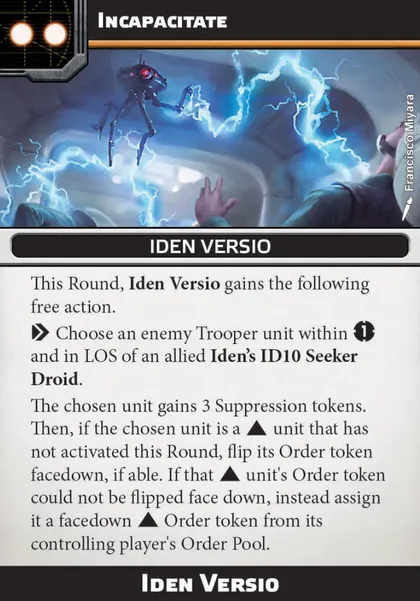 Incapacitate
Francisco Miyara
IDEN VERSIO
This Round, Iden Versio gains the following
free action.
Choose an enemy Trooper unit within 1
and in LOS of an allied Iden's ID10 Seeker
Droid.
The chosen unit gains 3 Suppression tokens.
Then, if the chosen unit is a ▲ unit that has
not activated this Round, flip its Order token
facedown, if able. If that ▲ unit's Order token
could not be flipped face down, instead assign
it a facedown ▲ Order token from its
controlling player's Order Pool.
Iden Versio